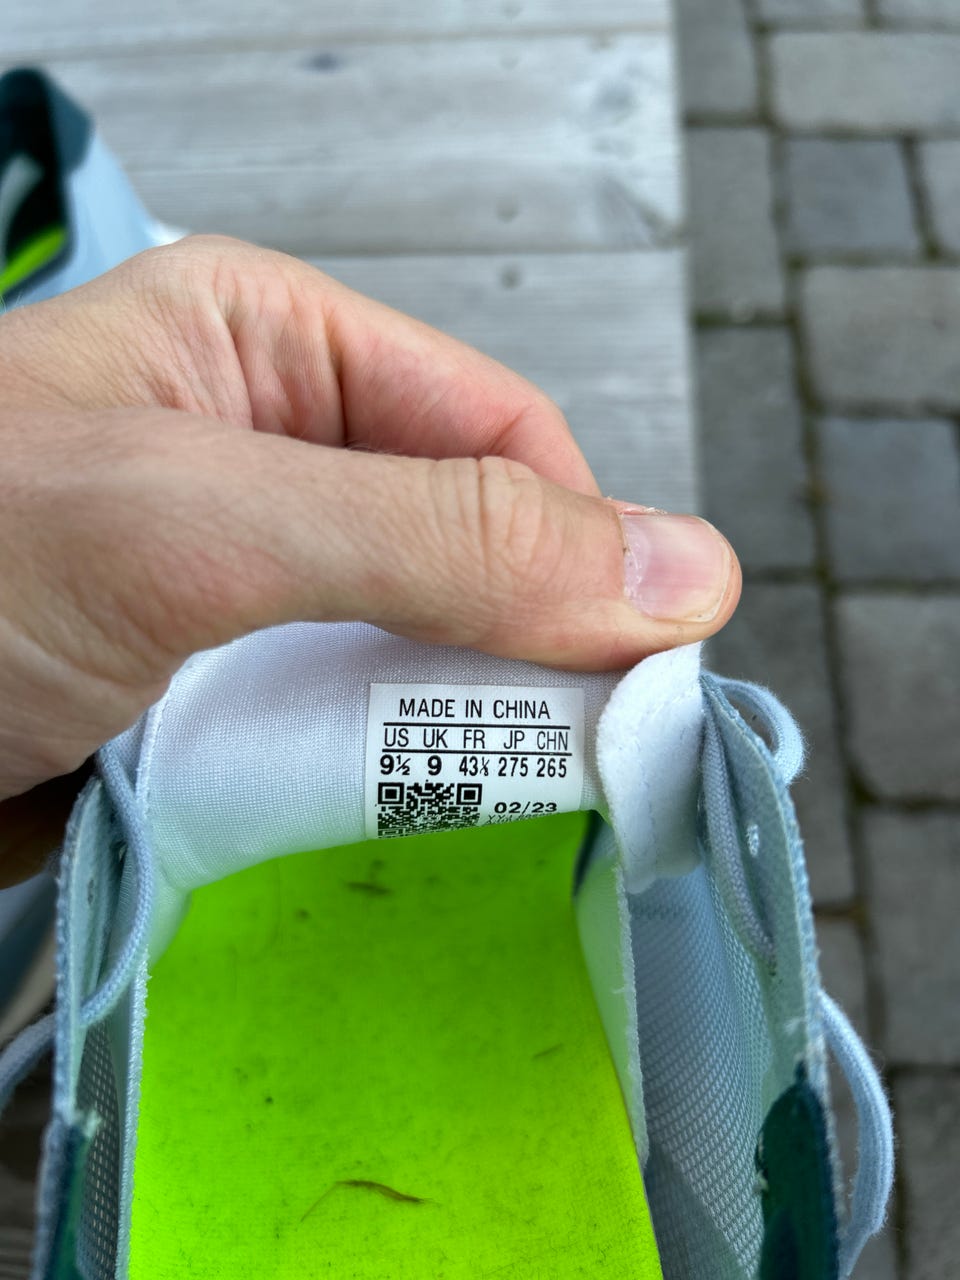 MADE IN CHINA
US UK FR JP CHN
9½ 9 43⅓ 275 265
02/23